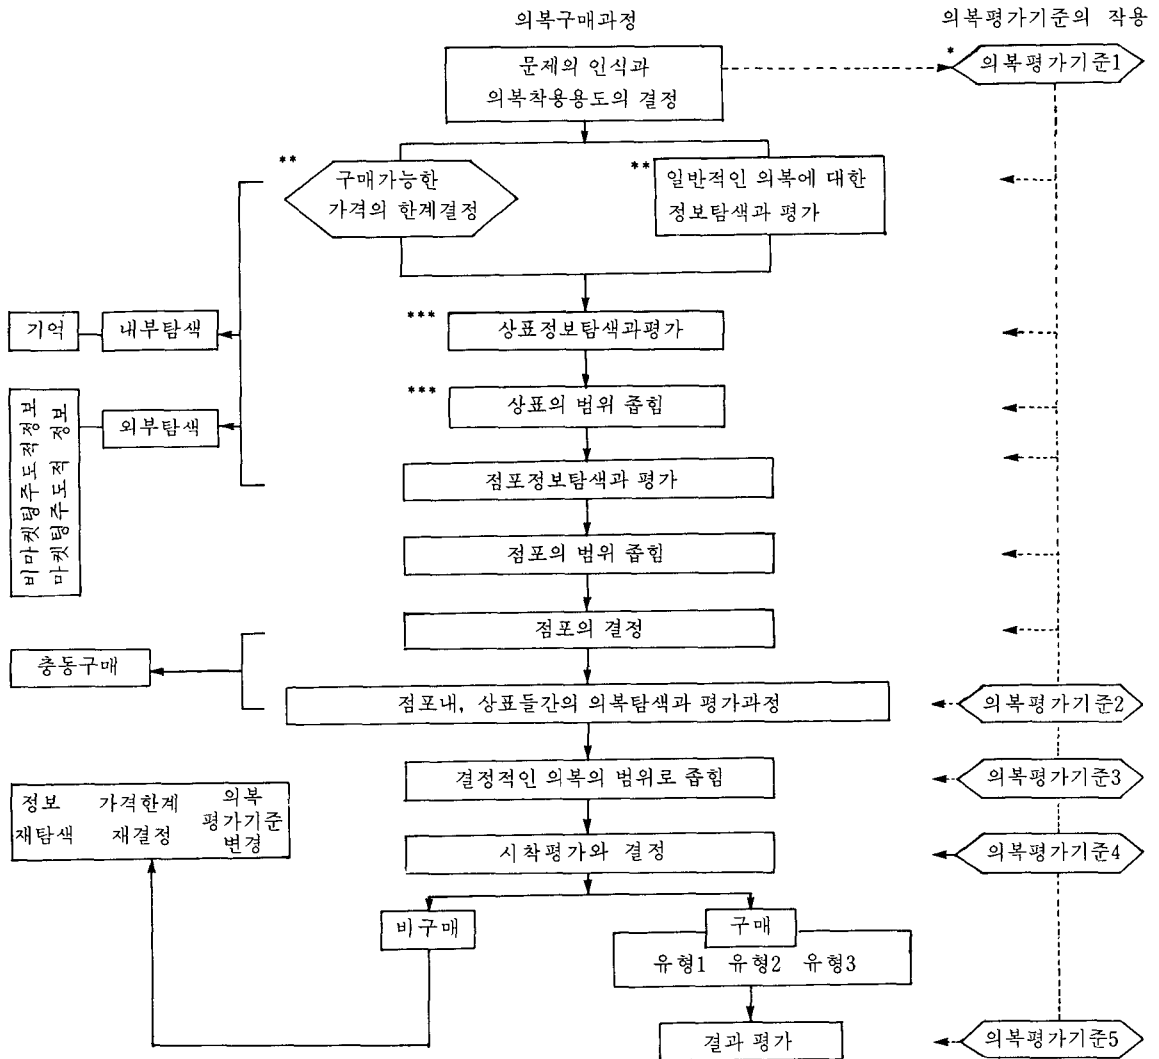 의복구매과정
의복평가기준의 작용
문제의 인식과
의복착용용도의 결정
*
의복평가기준1
**
구매가능한
가격의 한계결정
**
일반적인 의복에 대한
정보탐색과 평가
기억
내부탐색
***
상표정보탐색과평가
***
상표의 범위 좁힘
외부탐색
비마켓팅주도적정보
마켓팅주도적 정보
점포정보탐색과 평가
점포의 범위 좁힘
점포의 결정
충동구매
점포내, 상표들간의 의복탐색과 평가과정
의복평가기준2
결정적인 의복의 범위로 좁힘
의복평가기준3
정보
재탐색
가격한계
재결정
의복
평가기준
변경
시착평가와 결정
의복평가기준4
비구매
구매
유형1 유형2 유형3
결과 평가
의복평가기준5